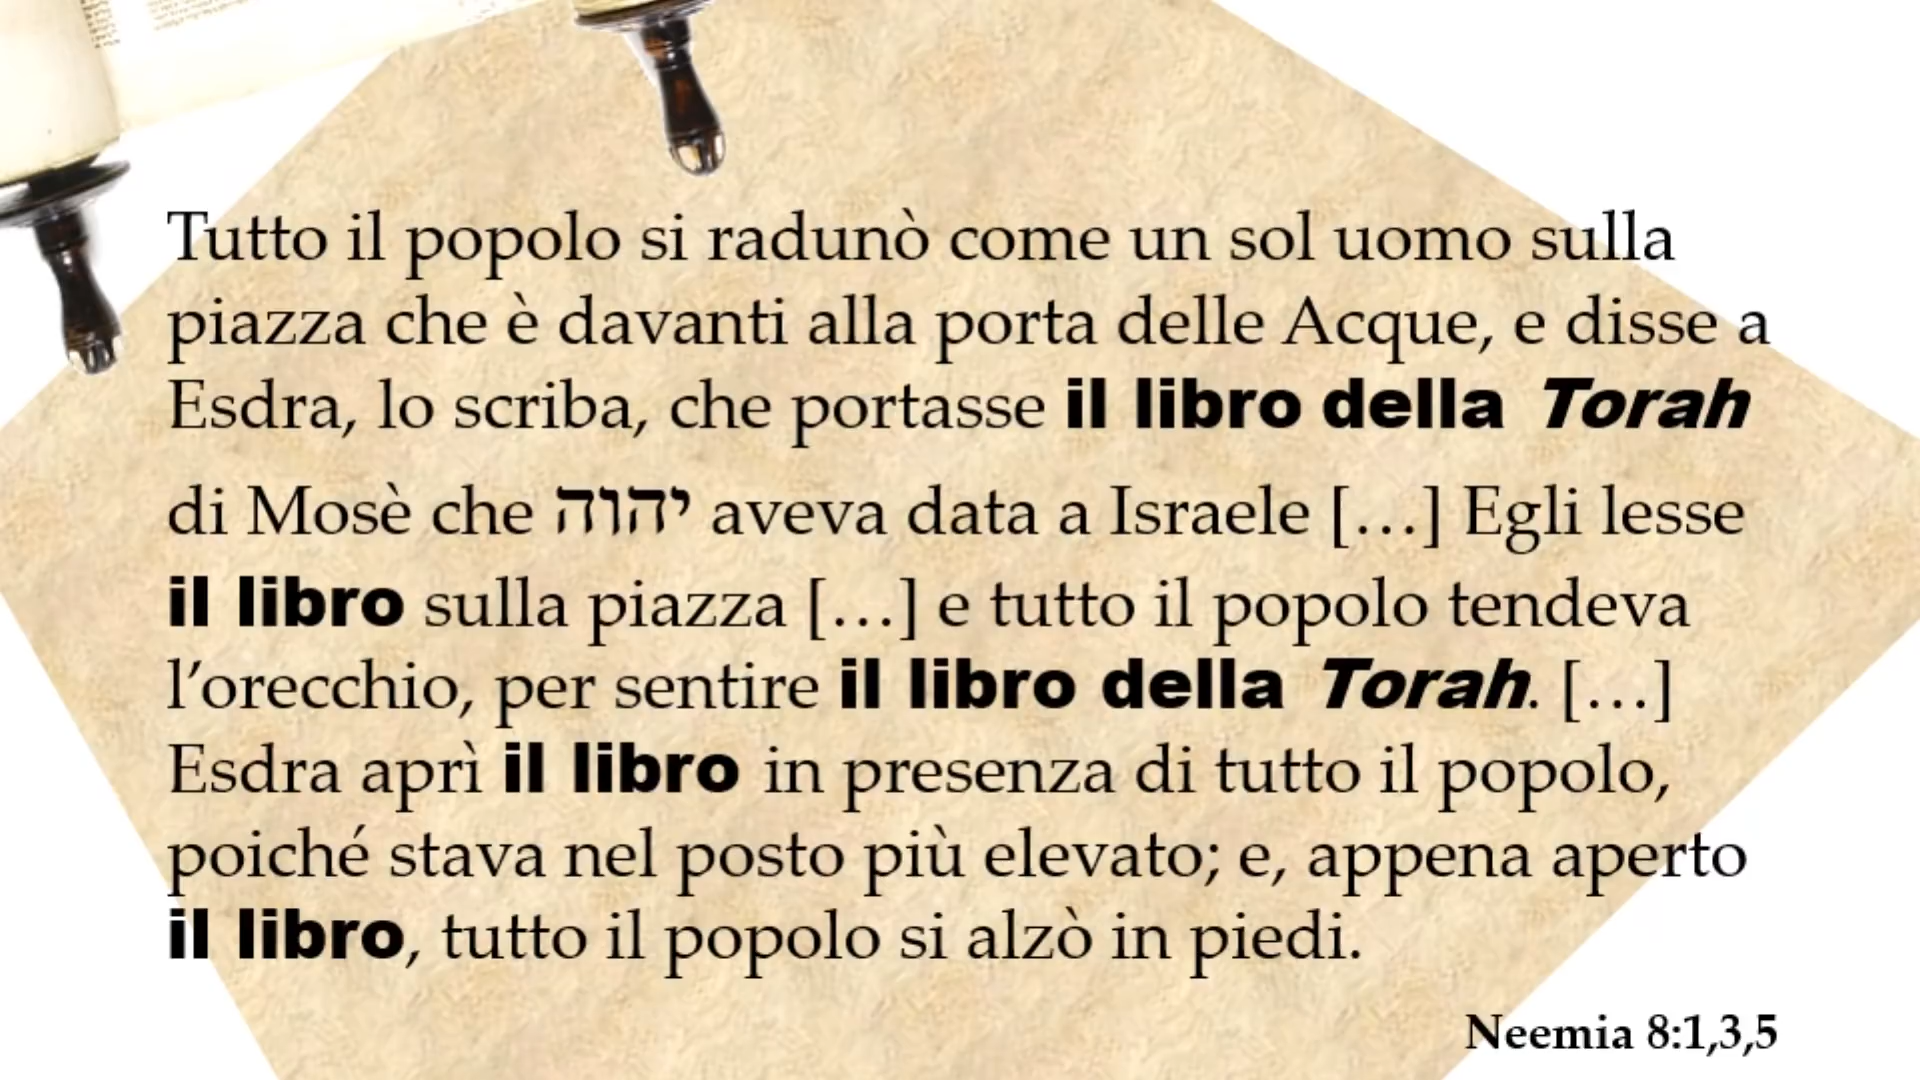 Tutto il popolo si radunò come un sol uomo sulla
piazza che è davanti alla porta delle Acque, e disse a
Esdra, lo scriba, che portasse il libro della Torah
di Mosè che יהוה aveva data a Israele […] Egli lesse
il libro sulla piazza […] e tutto il popolo tendeva
l’orecchio, per sentire il libro della Torah. […]
Esdra aprì il libro in presenza di tutto il popolo,
poiché stava nel posto più elevato; e, appena aperto
il libro, tutto il popolo si alzò in piedi.
Neemia 8:1,3,5